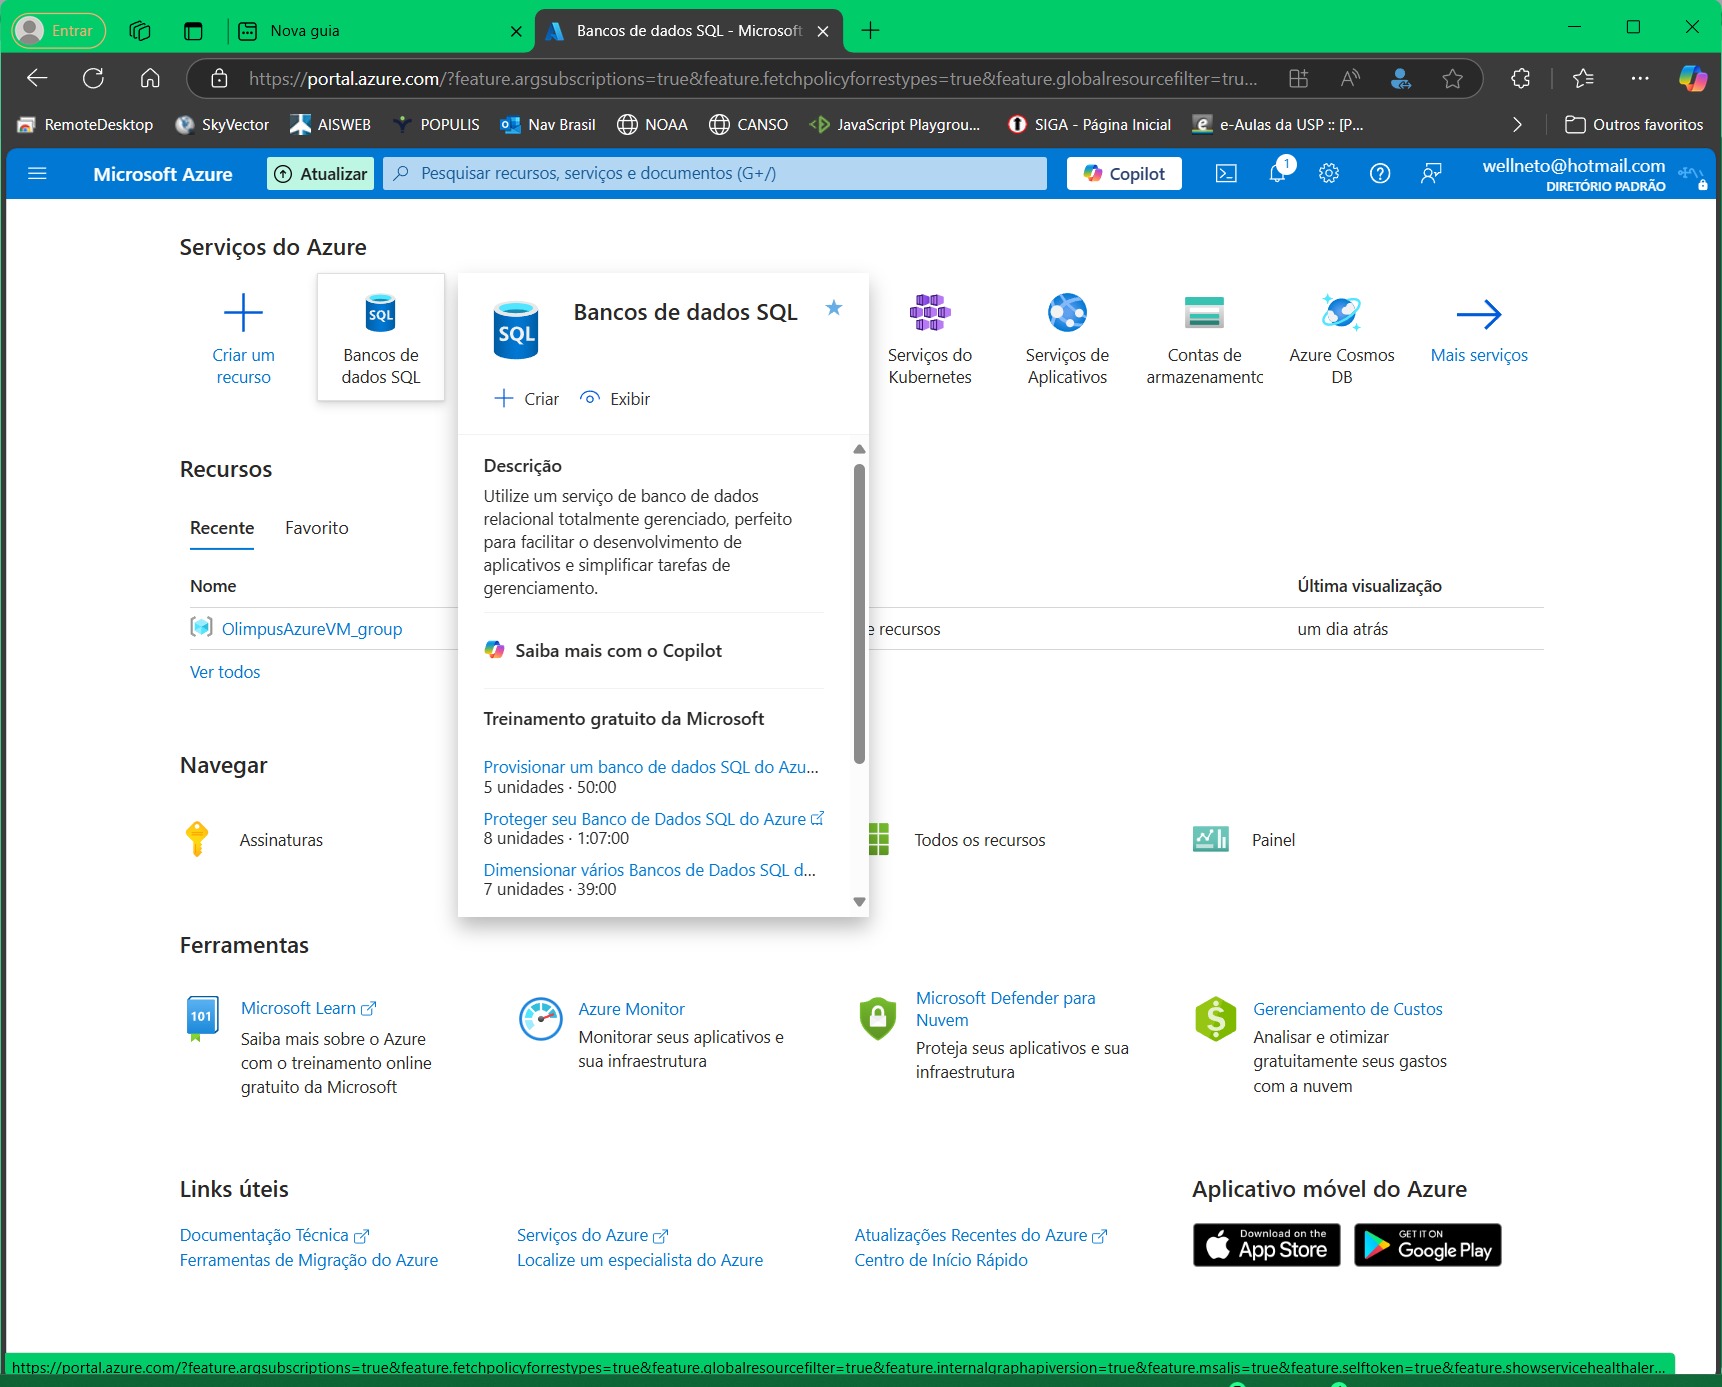 Entrar
Nova guia
Bancos de dados SQL - Microsoft
https://portal.azure.com/?feature.argsubscriptions=true&feature.fetchpolicyforrestypes=true&feature.globalresourcefilter=tru...
RemoteDesktop
SkyVector
AISWEB
POPULIS
Nav Brasil
NOAA
CANSO
JavaScript Playgrou...
SIGA - Página Inicial
e-Aulas da USP :: [P...
Outros favoritos
Microsoft Azure
Atualizar
Pesquisar recursos, serviços e documentos (G+/)
Copilot
1
wellneto@hotmail.com
DIRETÓRIO PADRÃO
Serviços do Azure
Criar um
recurso
SQL
Bancos de
dados SQL
SQL
Bancos de dados SQL
Criar
Exibir
Serviços do
Kubernetes
Serviços de
Aplicativos
Contas de
armazenamento
Azure Cosmos
DB
Mais serviços
Descrição
Utilize um serviço de banco de dados
relacional totalmente gerenciado, perfeito
para facilitar o desenvolvimento de
aplicativos e simplificar tarefas de
gerenciamento.
Saiba mais com o Copilot
Treinamento gratuito da Microsoft
Provisionar um banco de dados SQL do Azu...
5 unidades · 50:00
Proteger seu Banco de Dados SQL do Azure
8 unidades · 1:07:00
Dimensionar vários Bancos de Dados SQL d...
7 unidades · 39:00
Recursos
Recente
Favorito
Nome
Última visualização
OlimpusAzureVM_group
e recursos
um dia atrás
Ver todos
Navegar
Assinaturas
Todos os recursos
Painel
Ferramentas
101
Microsoft Learn
Saiba mais sobre o Azure
com o treinamento online
gratuito da Microsoft
Azure Monitor
Monitorar seus aplicativos e
sua infraestrutura
Microsoft Defender para
Nuvem
Proteja seus aplicativos e sua
infraestrutura
Gerenciamento de Custos
Analisar e otimizar
gratuitamente seus gastos
com a nuvem
Links úteis
Documentação Técnica
Ferramentas de Migração do Azure
Serviços do Azure
Localize um especialista do Azure
Atualizações Recentes do Azure
Centro de Início Rápido
Aplicativo móvel do Azure
Download on the
App Store
GET IT ON
Google Play
https://portal.azure.com/?feature.argsubscriptions=true&feature.fetchpolicyforrestypes=true&feature.globalresourcefilter=true&feature.internalgraphapiversion=true&feature.msaljs=true&feature.selftoken=true&feature.showservicehealthaler...